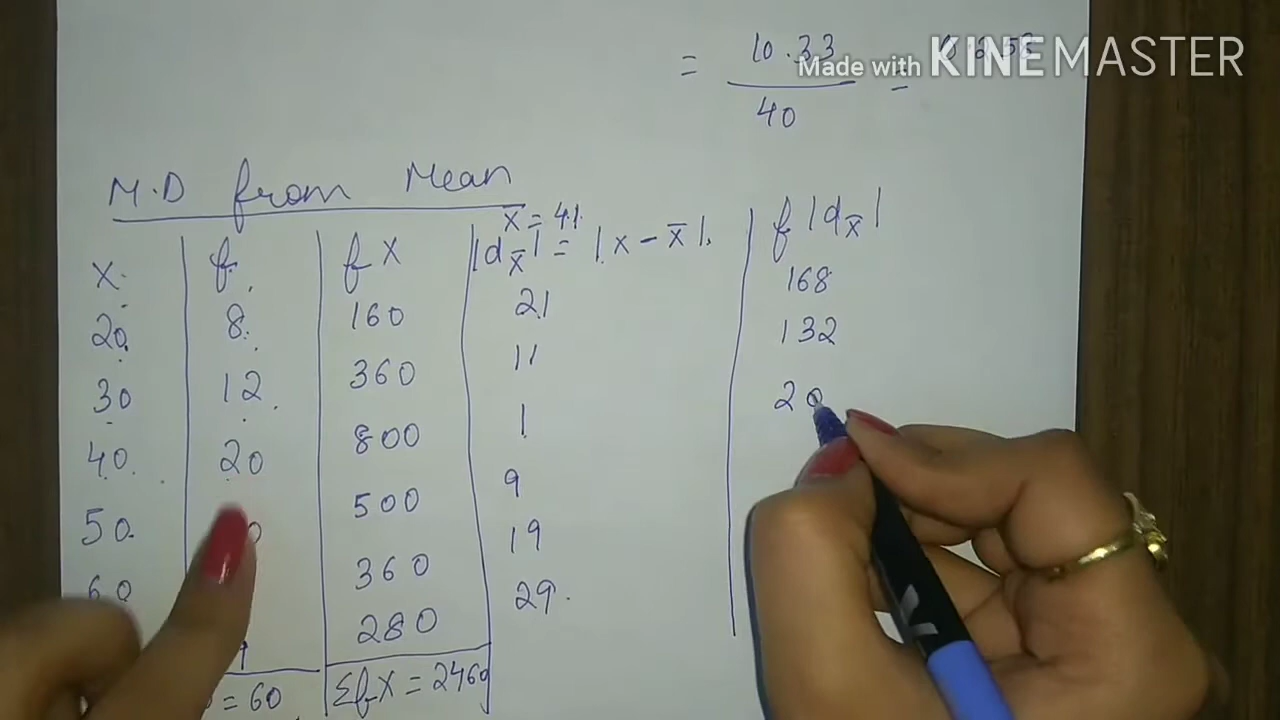 = 10.33 / 40 =
Made with KINEMASTER
M.D from Mean
x̄ = 41
X f fX |dx̄| = |x - x̄| f|dx̄|
20 8 160 21 168
30 12 360 11 132
40 20 800 1 20
50 500 9
60 360 19
280 29
= 60 ΣfX = 2460